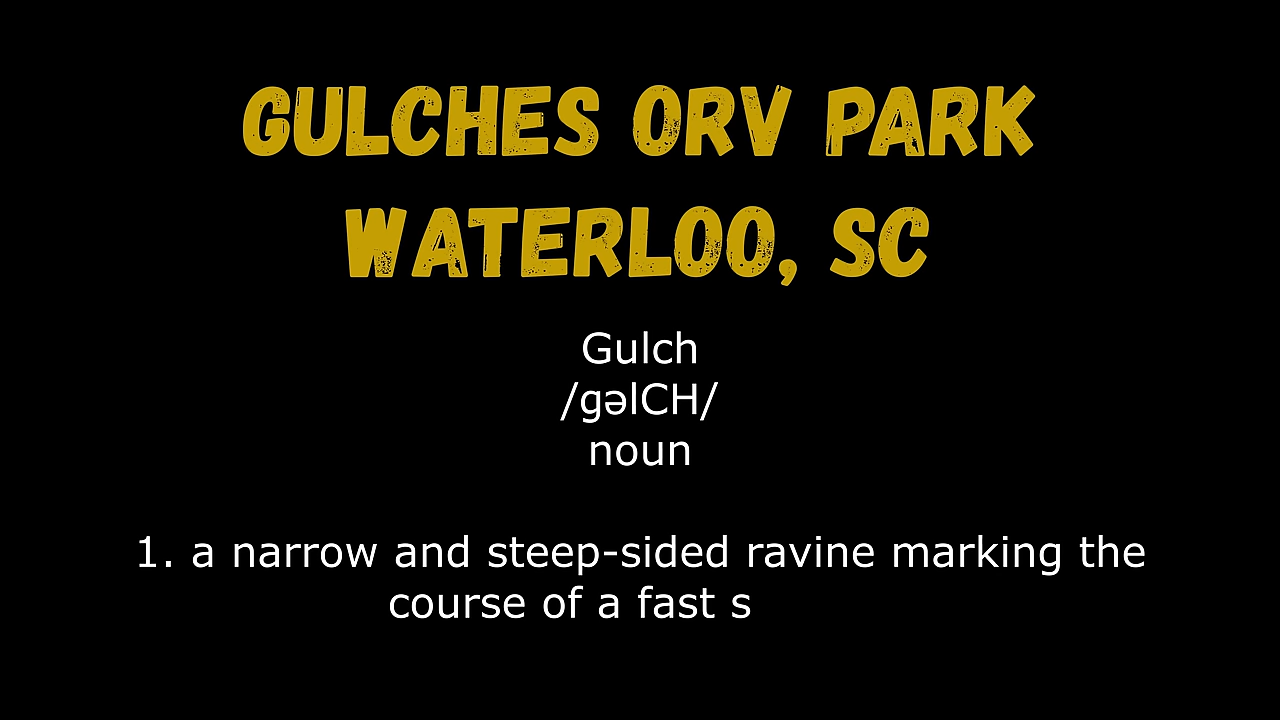 GULCHES ORV PARK
WATERLOO, SC
Gulch
/gəlCH/
noun
1. a narrow and steep-sided ravine marking the
course of a fast s